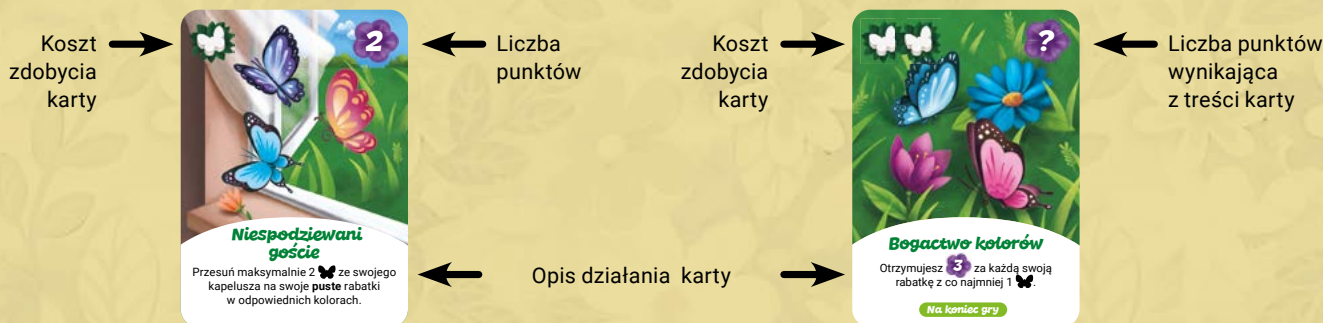 Koszt
zdobycia
karty
2
Liczba
punktów
Niespodziewani
goście
Przesuń maksymalnie 2 ze swojego
kapelusza na swoje puste rabatki
w odpowiednich kolorach.
Opis działania karty
Koszt
zdobycia
karty
?
Liczba punktów
wynikająca
z treści karty
Bogactwo kolorów
Otrzymujesz 3 za każdą swoją
rabatkę z co najmniej 1 .
Na koniec gry